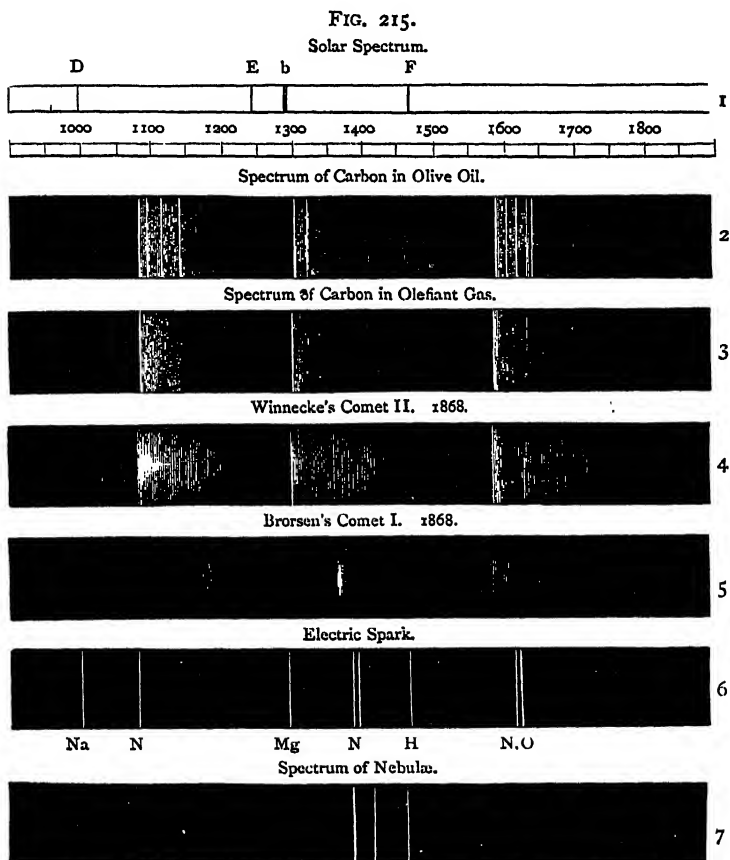 FIG. 215.
Solar Spectrum.
D E b F
1
1000 1100 1200 1300 1400 1500 1600 1700 1800
Spectrum of Carbon in Olive Oil.
2
Spectrum of Carbon in Olefiant Gas.
3
Winnecke's Comet II. 1868.
4
Brorsen's Comet I. 1868.
5
Electric Spark.
6
Na N Mg N H N.O
Spectrum of Nebulæ.
7